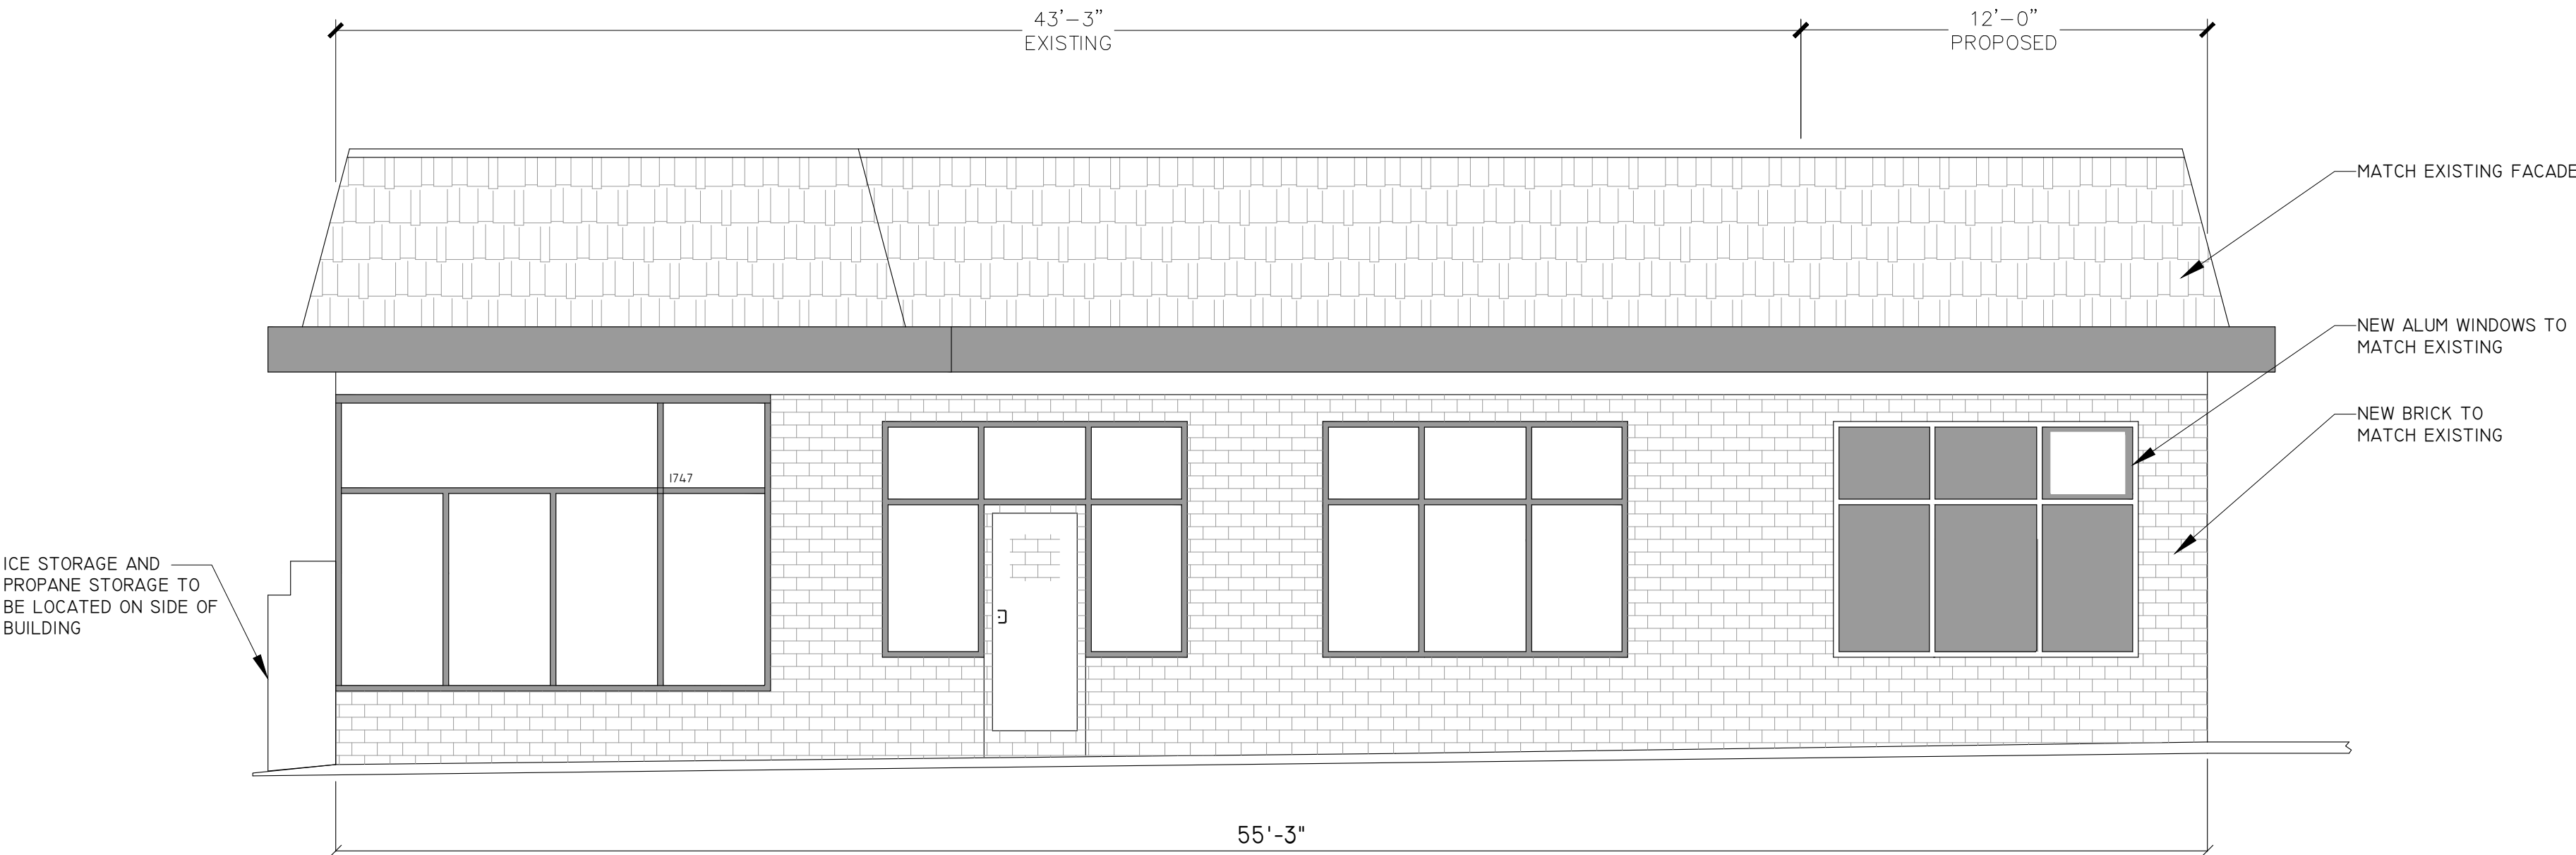 43'-3"
EXISTING
12'-0"
PROPOSED
MATCH EXISTING FACADE
NEW ALUM WINDOWS TO
MATCH EXISTING
NEW BRICK TO
MATCH EXISTING
1747
ICE STORAGE AND
PROPANE STORAGE TO
BE LOCATED ON SIDE OF
BUILDING
55'-3"